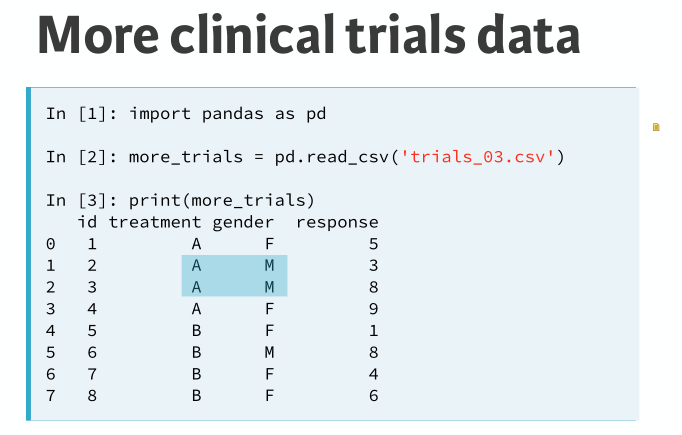 More clinical trials data
In [1]: import pandas as pd
In [2]: more_trials = pd.read_csv('trials_03.csv')
In [3]: print(more_trials)
id treatment gender response
0 1 A F 5
1 2 A M 3
2 3 A M 8
3 4 A F 9
4 5 B F 1
5 6 B M 8
6 7 B F 4
7 8 B F 6